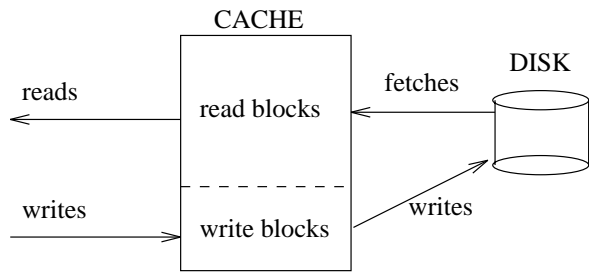 CACHE
DISK
reads
fetches
read blocks
writes
write blocks
writes